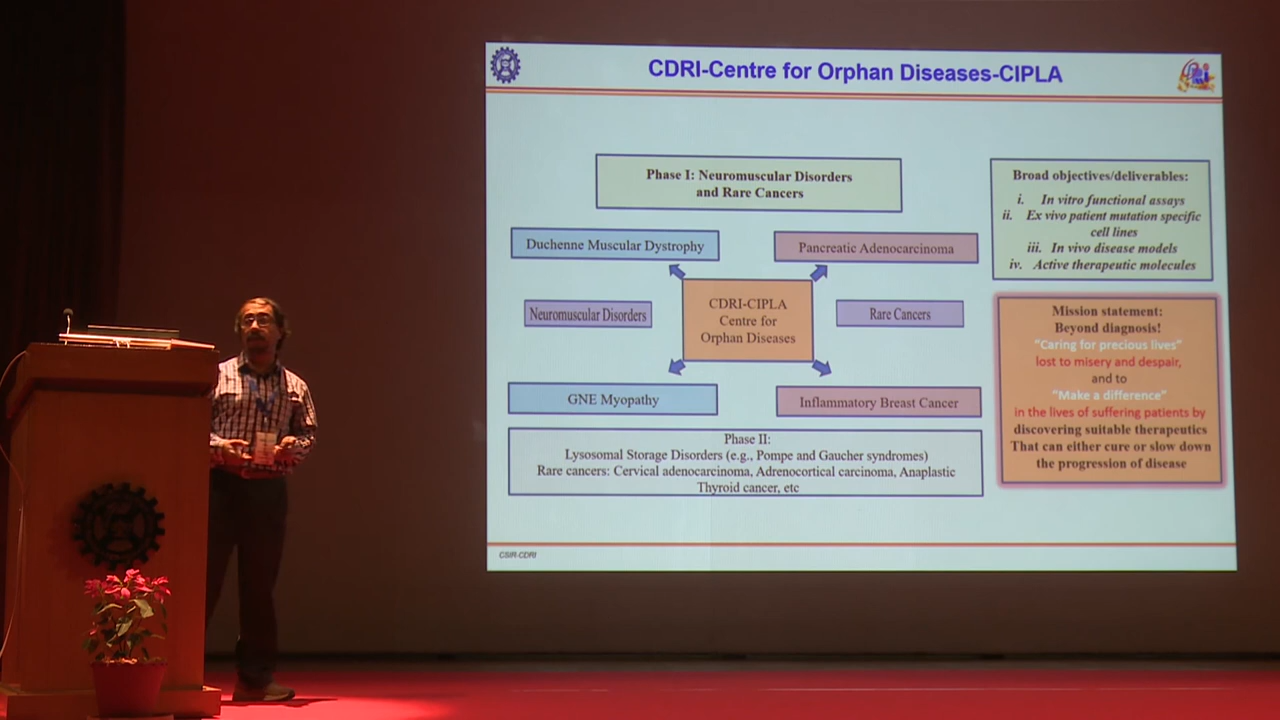 CDRI-Centre for Orphan Diseases-CIPLA
Phase I: Neuromuscular Disorders
and Rare Cancers
Duchenne Muscular Dystrophy
Pancreatic Adenocarcinoma
Neuromuscular Disorders
CDRI-CIPLA
Centre for
Orphan Diseases
Rare Cancers
GNE Myopathy
Inflammatory Breast Cancer
Phase II:
Lysosomal Storage Disorders (e.g., Pompe and Gaucher syndromes)
Rare cancers: Cervical adenocarcinoma, Adrenocortical carcinoma, Anaplastic
Thyroid cancer, etc
Broad objectives/deliverables:
i. In vitro functional assays
ii. Ex vivo patient mutation specific
cell lines
iii. In vivo disease models
iv. Active therapeutic molecules
Mission statement:
Beyond diagnosis!
"Caring for precious lives"
lost to misery and despair,
and to
"Make a difference"
in the lives of suffering patients by
discovering suitable therapeutics
That can either cure or slow down
the progression of disease
CSIR-CDRI